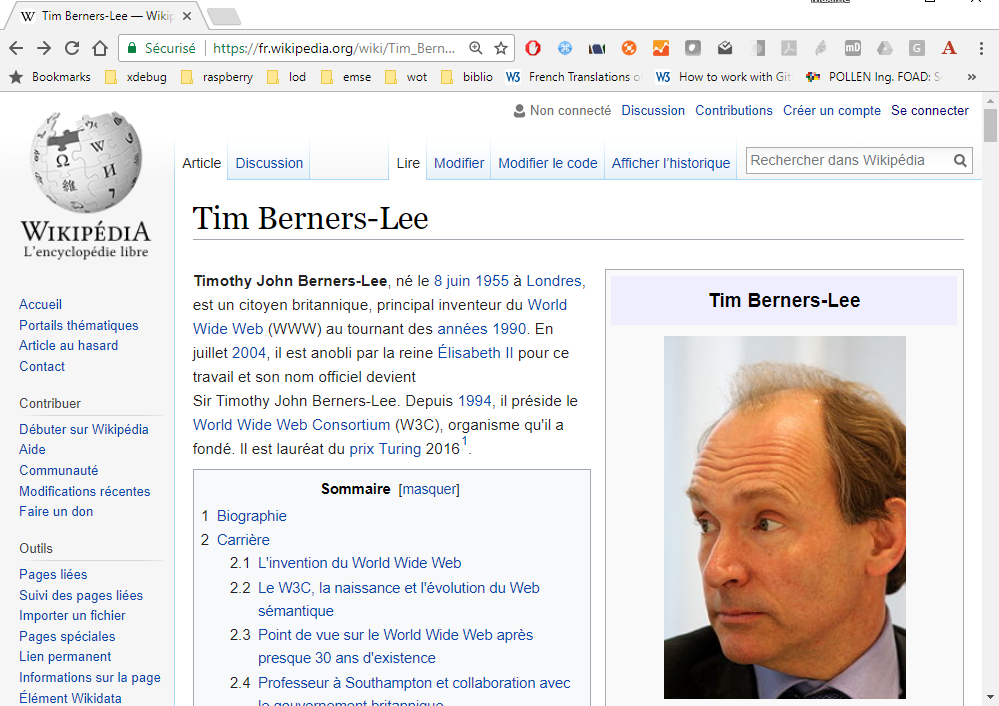 Tim Berners-Lee — Wikip
Sécurisé
https://fr.wikipedia.org/wiki/Tim_Bern...
Bookmarks
xdebug
raspberry
lod
emse
wot
biblio
French Translations o
How to work with Git
POLLEN Ing. FOAD: S
»
Non connecté Discussion Contributions Créer un compte Se connecter
Article Discussion Lire Modifier Modifier le code Afficher l'historique
Rechercher dans Wikipédia
WIKIPÉDIA
L'encyclopédie libre
Accueil
Portails thématiques
Article au hasard
Contact
Contribuer
Débuter sur Wikipédia
Aide
Communauté
Modifications récentes
Faire un don
Outils
Pages liées
Suivi des pages liées
Importer un fichier
Pages spéciales
Lien permanent
Informations sur la page
Élément Wikidata
Tim Berners-Lee
Timothy John Berners-Lee, né le 8 juin 1955 à Londres,
est un citoyen britannique, principal inventeur du World
Wide Web (WWW) au tournant des années 1990. En
juillet 2004, il est anobli par la reine Élisabeth II pour ce
travail et son nom officiel devient
Sir Timothy John Berners-Lee. Depuis 1994, il préside le
World Wide Web Consortium (W3C), organisme qu'il a
fondé. Il est lauréat du prix Turing 2016¹.
Sommaire [masquer]
1 Biographie
2 Carrière
2.1 L'invention du World Wide Web
2.2 Le W3C, la naissance et l'évolution du Web
sémantique
2.3 Point de vue sur le World Wide Web après
presque 30 ans d'existence
2.4 Professeur à Southampton et collaboration avec
le gouvernement britannique
Tim Berners-Lee